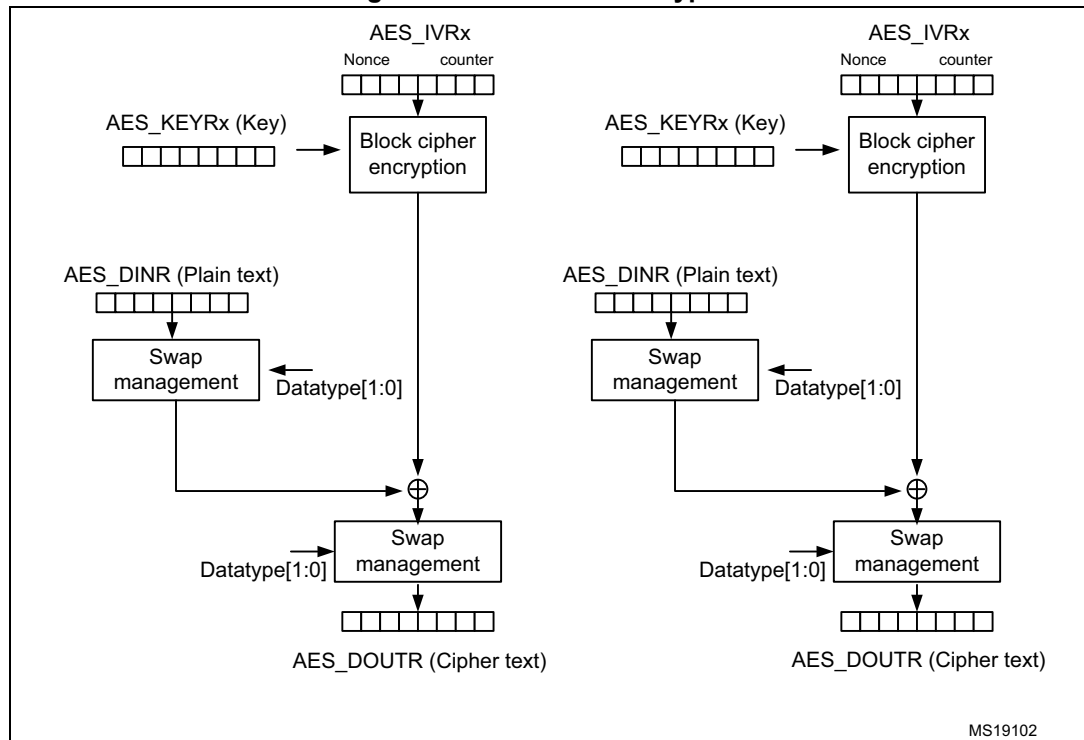 AES_IVRx
Nonce counter
AES_KEYRx (Key)
Block cipher
encryption
AES_DINR (Plain text)
Swap
management
Datatype[1:0]
Swap
management
Datatype[1:0]
AES_DOUTR (Cipher text)
AES_IVRx
Nonce counter
AES_KEYRx (Key)
Block cipher
encryption
AES_DINR (Plain text)
Swap
management
Datatype[1:0]
Swap
management
Datatype[1:0]
AES_DOUTR (Cipher text)
MS19102